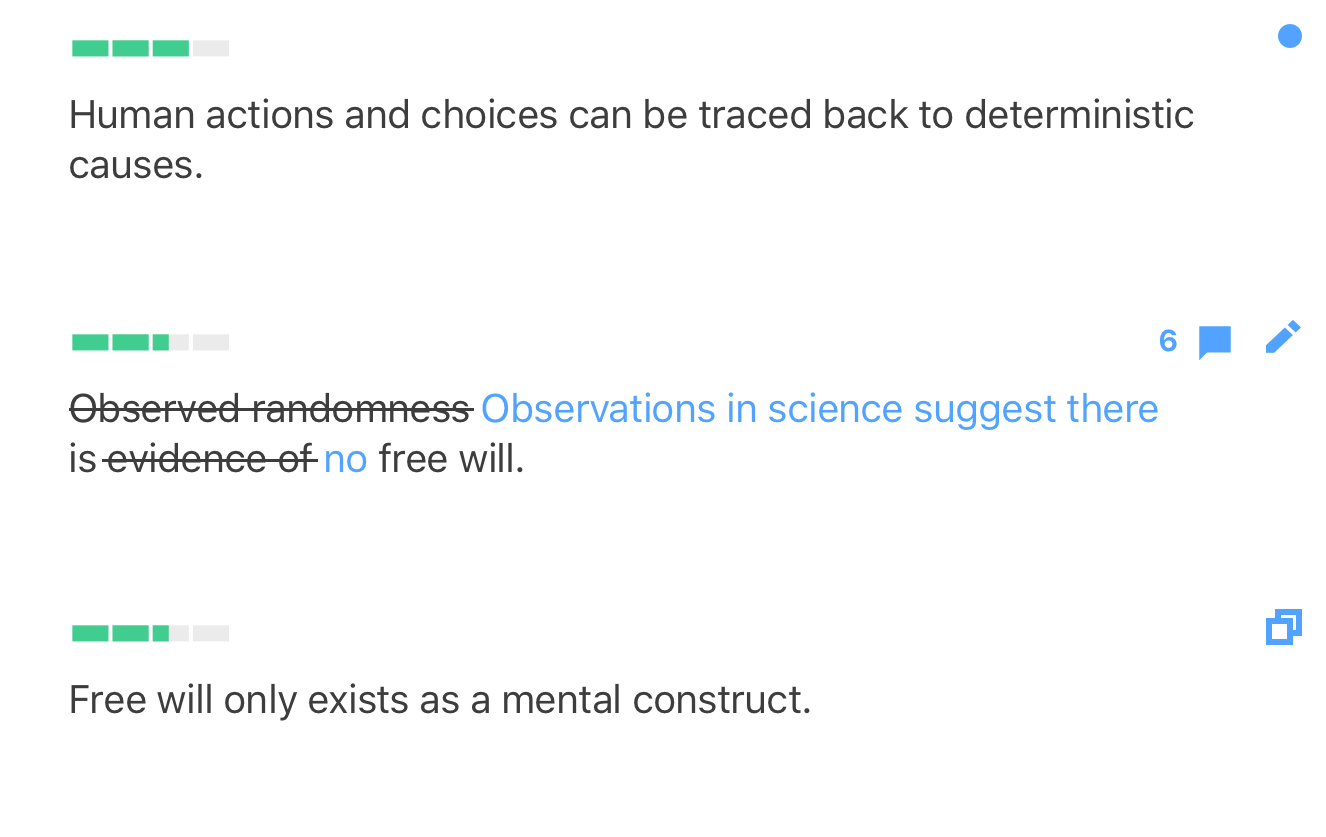 Human actions and choices can be traced back to deterministic
causes.
6
Observed randomness Observations in science suggest there
is evidence of no free will.
Free will only exists as a mental construct.